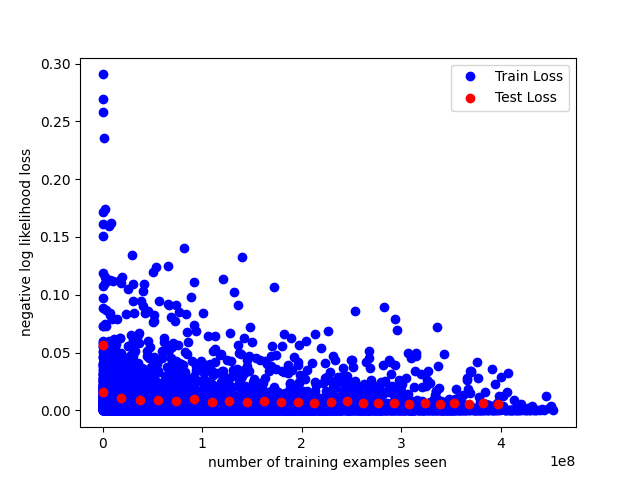 Train Loss
Test Loss
negative log likelihood loss
0.30
0.25
0.20
0.15
0.10
0.05
0.00
0 1 2 3 4
1e8
number of training examples seen